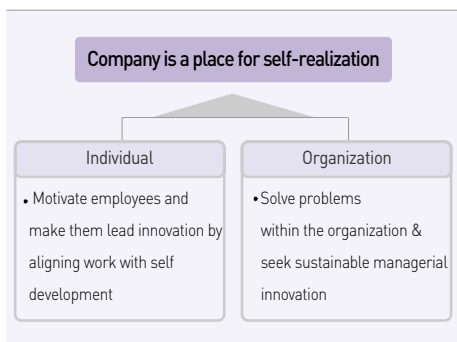 Company is a place for self-realization
Individual
Organization
• Motivate employees and
make them lead innovation by
aligning work with self
development
• Solve problems
within the organization &
seek sustainable managerial
innovation